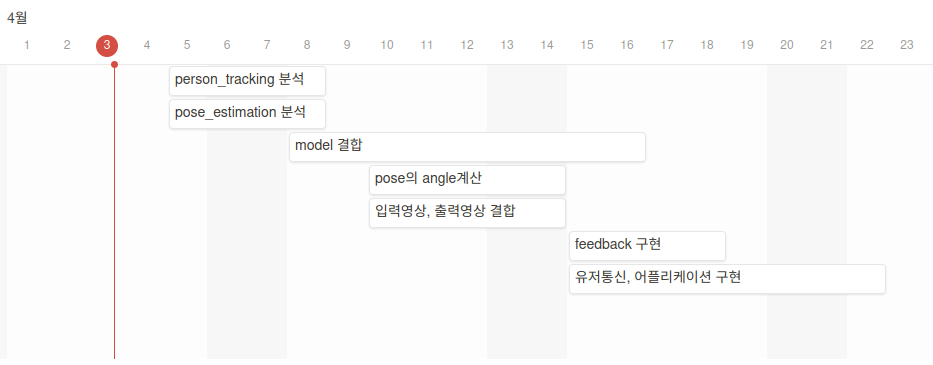 4월
1 2 3 4 5 6 7 8 9 10 11 12 13 14 15 16 17 18 19 20 21 22 23
person_tracking 분석
pose_estimation 분석
model 결합
pose의 angle계산
입력영상, 출력영상 결합
feedback 구현
유저통신, 어플리케이션 구현